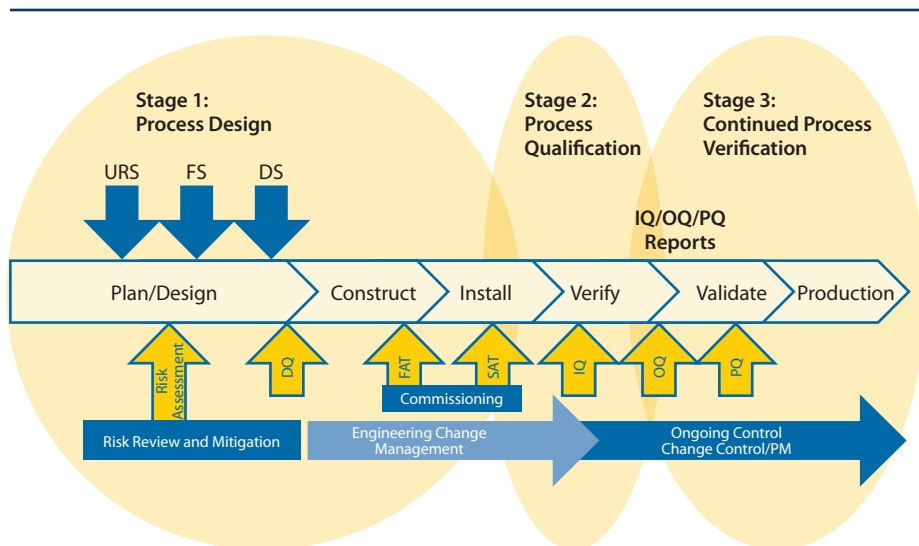 Stage 1:
Process Design
Stage 2:
Process
Qualification
Stage 3:
Continued Process
Verification
URS
FS
DS
IQ/OQ/PQ
Reports
Plan/Design
Construct
Install
Verify
Validate
Production
Risk
Assessment
DQ
FAT
SAT
IQ
OQ
PQ
Commissioning
Risk Review and Mitigation
Engineering Change
Management
Ongoing Control
Change Control/PM